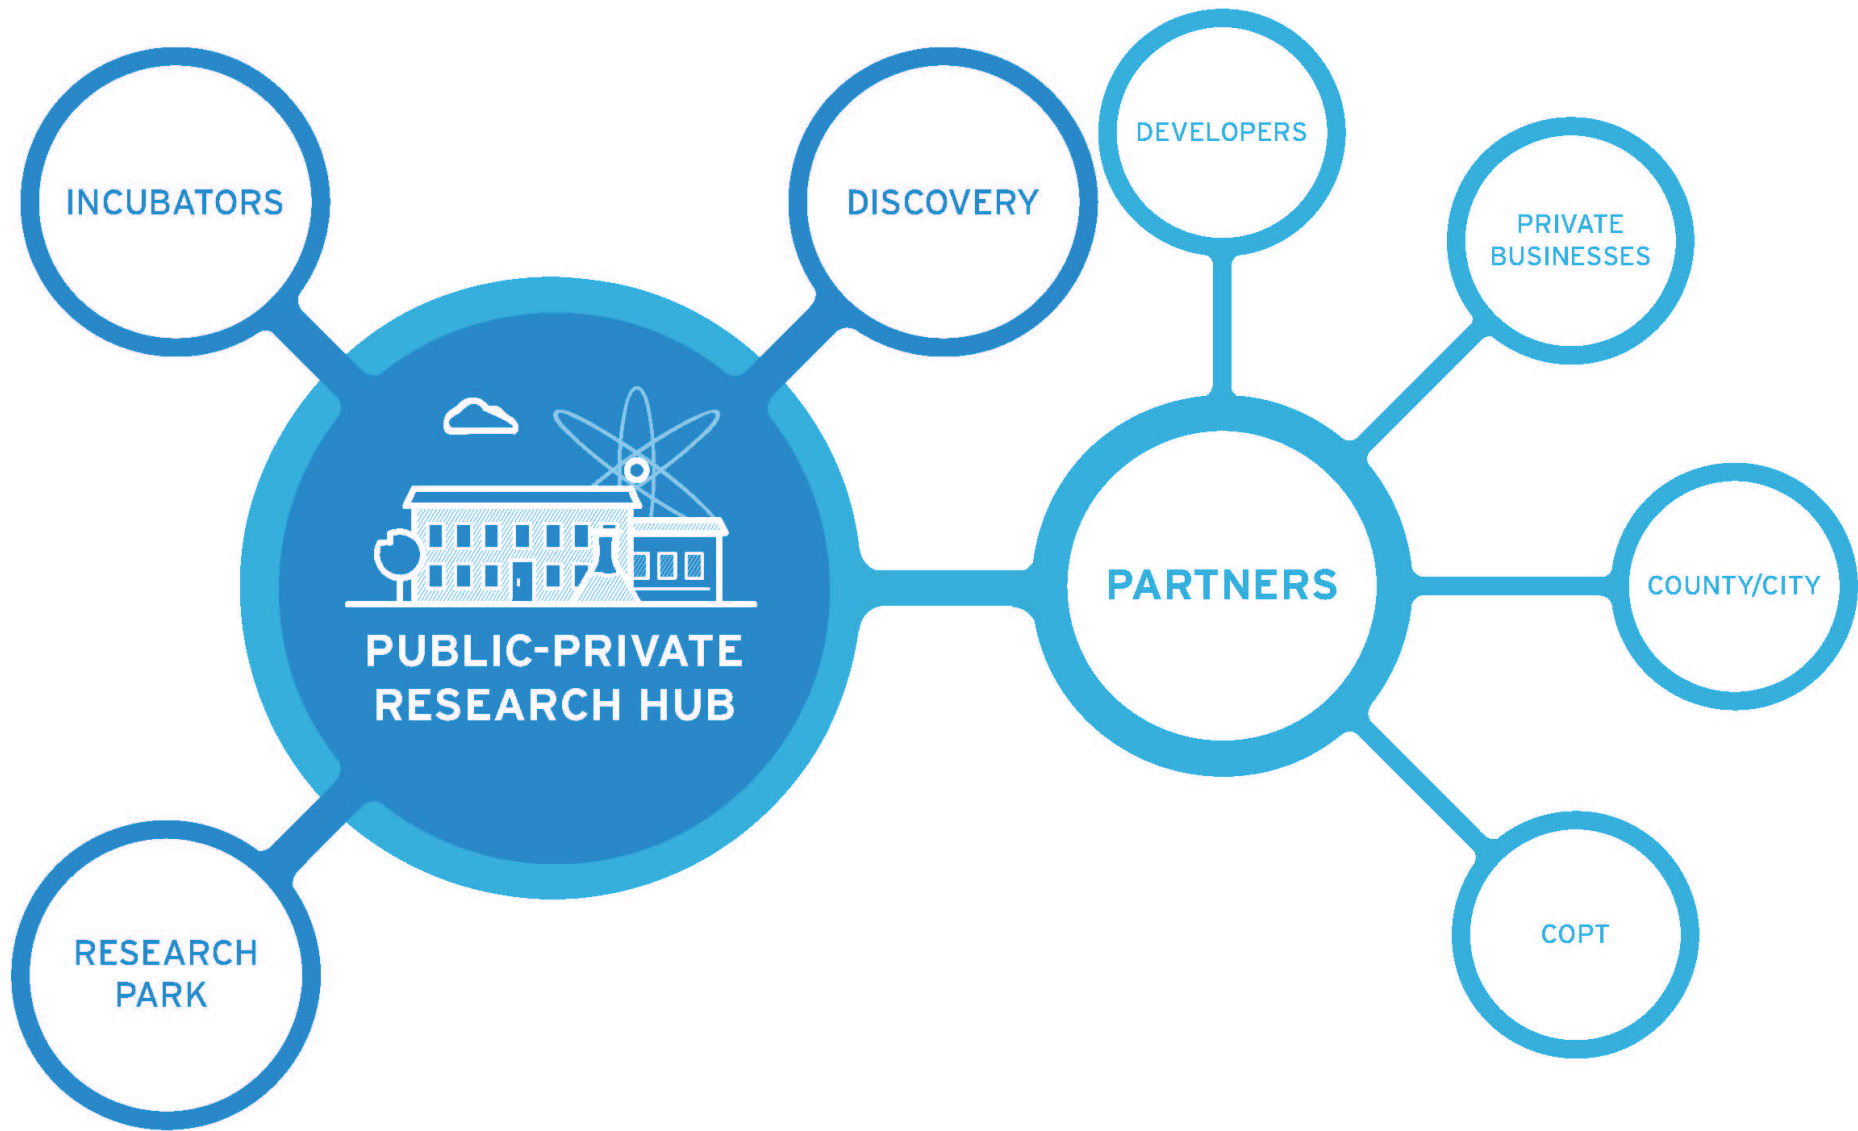 INCUBATORS
DISCOVERY
DEVELOPERS
PRIVATE
BUSINESSES
PUBLIC-PRIVATE
RESEARCH HUB
PARTNERS
COUNTY/CITY
RESEARCH
PARK
COPT